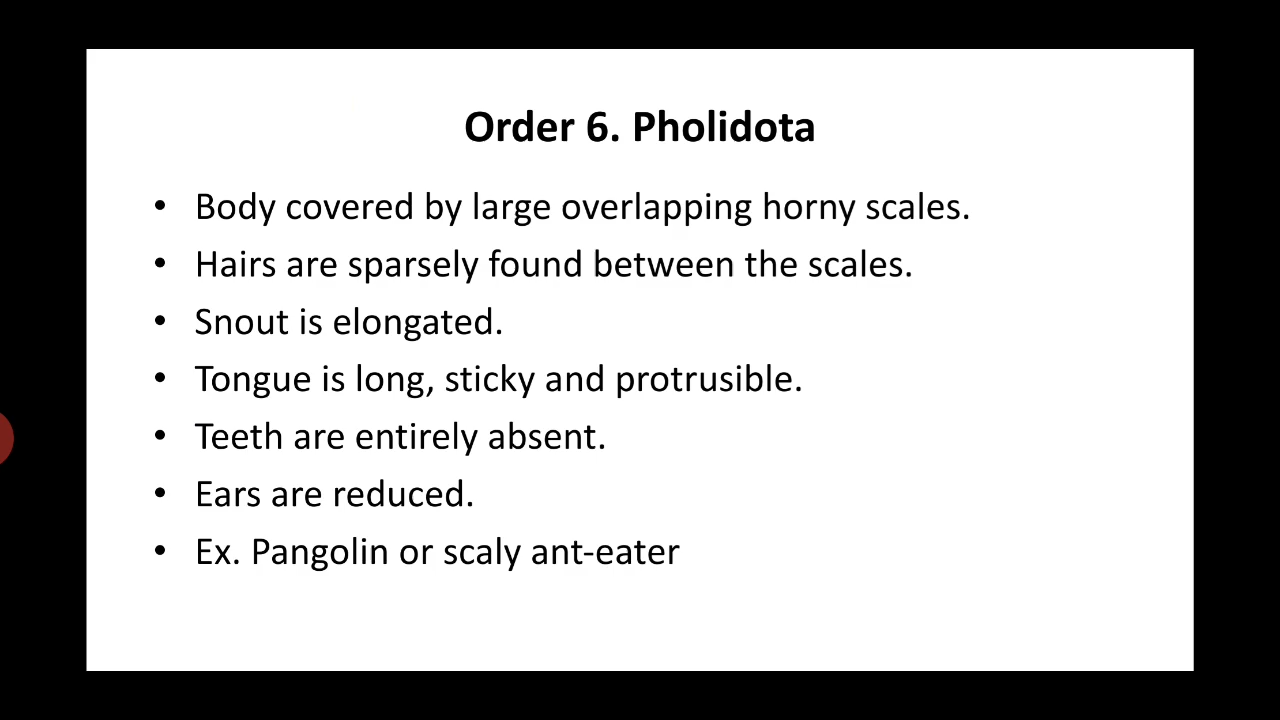 Order 6. Pholidota
• Body covered by large overlapping horny scales.
• Hairs are sparsely found between the scales.
• Snout is elongated.
• Tongue is long, sticky and protrusible.
• Teeth are entirely absent.
• Ears are reduced.
• Ex. Pangolin or scaly ant-eater